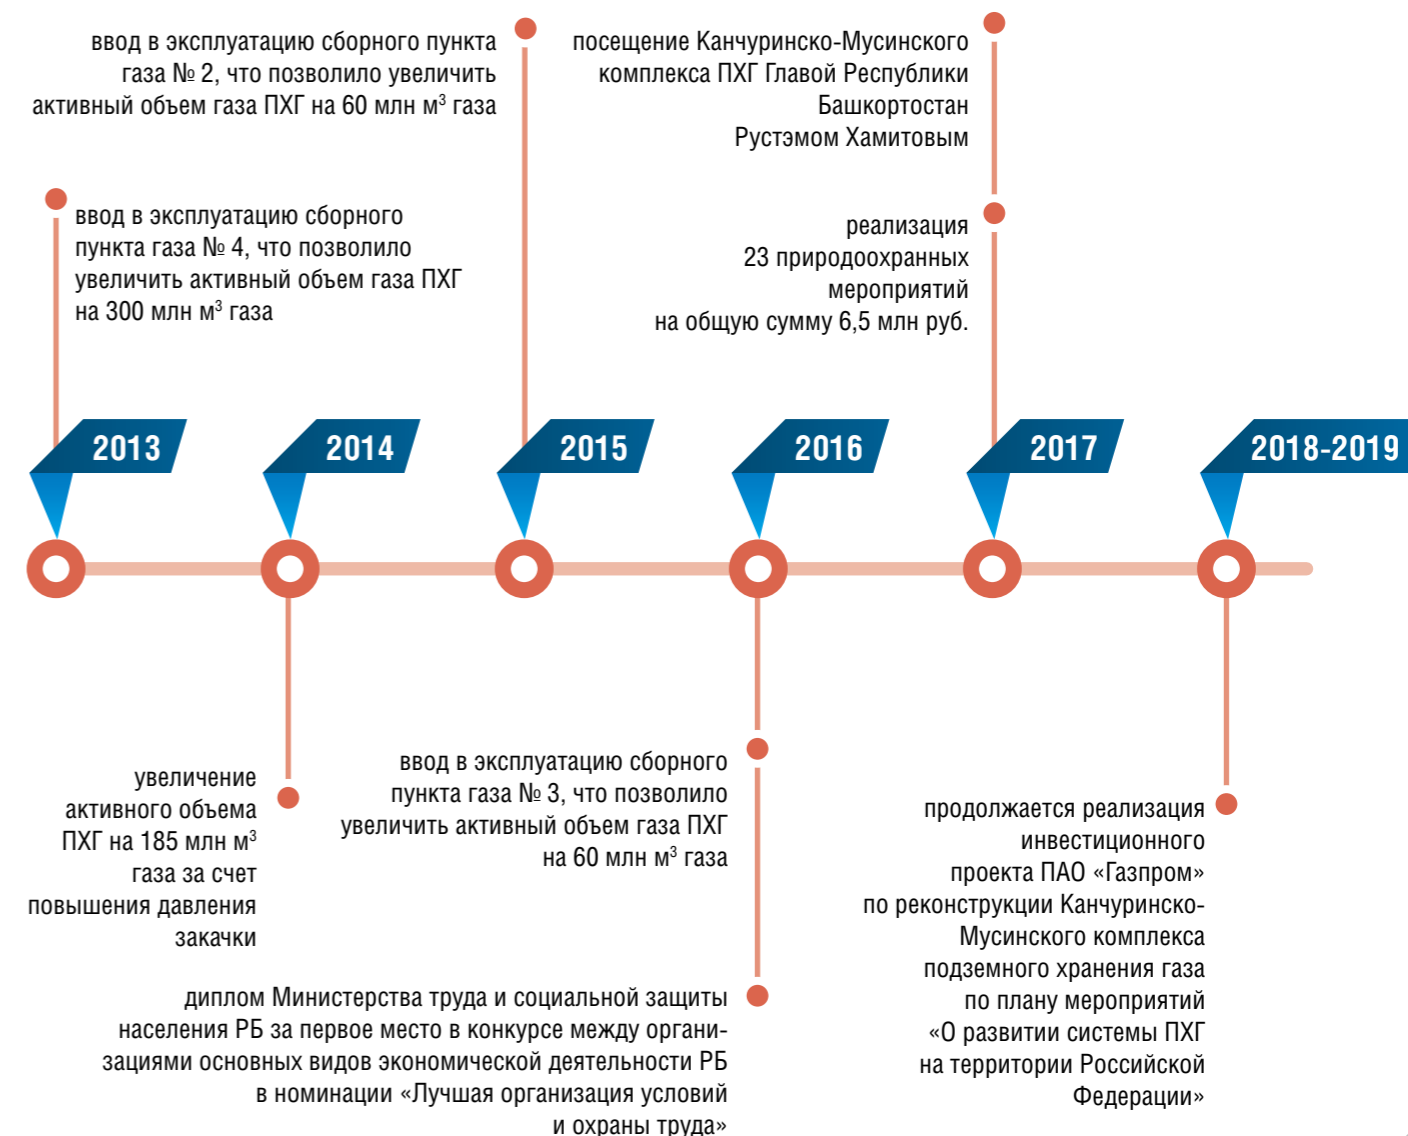 ввод в эксплуатацию сборного пункта
газа № 2, что позволило увеличить
активный объем газа ПХГ на 60 млн м³ газа
посещение Канчуринско-Мусинского
комплекса ПХГ Главой Республики
Башкортостан
Рустэмом Хамитовым
ввод в эксплуатацию сборного
пункта газа № 4, что позволило
увеличить активный объем газа ПХГ
на 300 млн м³ газа
реализация
23 природоохранных
мероприятий
на общую сумму 6,5 млн руб.
2013
2014
2015
2016
2017
2018-2019
увеличение
активного объема
ПХГ на 185 млн м³
газа за счет
повышения давления
закачки
ввод в эксплуатацию сборного
пункта газа № 3, что позволило
увеличить активный объем газа ПХГ
на 60 млн м³ газа
диплом Министерства труда и социальной защиты
населения РБ за первое место в конкурсе между органи-
зациями основных видов экономической деятельности РБ
в номинации «Лучшая организация условий
и охраны труда»
продолжается реализация
инвестиционного
проекта ПАО «Газпром»
по реконструкции Канчуринско-
Мусинского комплекса
подземного хранения газа
по плану мероприятий
«О развитии системы ПХГ
на территории Российской
Федерации»